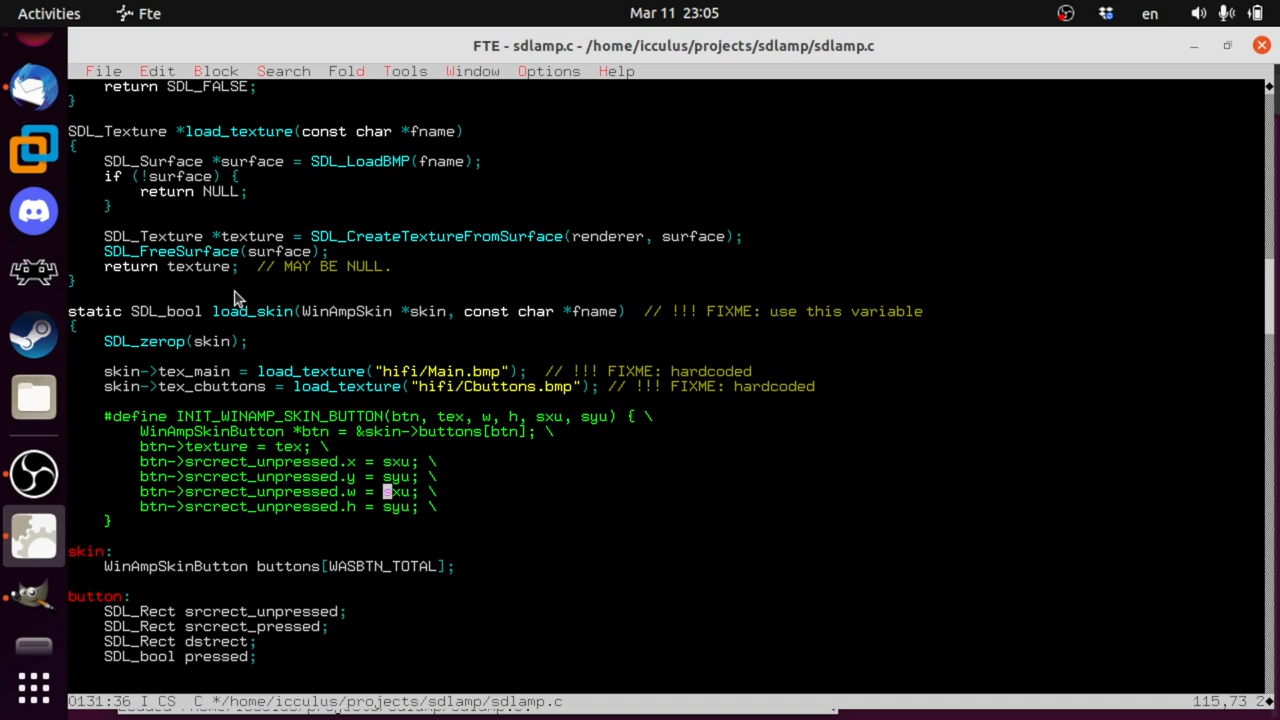 Activities Fte Mar 11 23:05 en
FTE - sdlamp.c - /home/icculus/projects/sdlamp/sdlamp.c
File Edit Block Search Fold Tools Window Options Help
return SDL_FALSE;
}
SDL_Texture *load_texture(const char *fname)
{
SDL_Surface *surface = SDL_LoadBMP(fname);
if (!surface) {
return NULL;
}
SDL_Texture *texture = SDL_CreateTextureFromSurface(renderer, surface);
SDL_FreeSurface(surface);
return texture; // MAY BE NULL.
}
static SDL_bool load_skin(WinAmpSkin *skin, const char *fname) // !!! FIXME: use this variable
{
SDL_zerop(skin);
skin->tex_main = load_texture("hifi/Main.bmp"); // !!! FIXME: hardcoded
skin->tex_cbuttons = load_texture("hifi/Cbuttons.bmp"); // !!! FIXME: hardcoded
#define INIT_WINAMP_SKIN_BUTTON(btn, tex, w, h, sxu, syu) { \
WinAmpSkinButton *btn = &skin->buttons[btn]; \
btn->texture = tex; \
btn->srcrect_unpressed.x = sxu; \
btn->srcrect_unpressed.y = syu; \
btn->srcrect_unpressed.w = sxu; \
btn->srcrect_unpressed.h = syu; \
}
skin:
WinAmpSkinButton buttons[WASBTN_TOTAL];
button:
SDL_Rect srcrect_unpressed;
SDL_Rect srcrect_pressed;
SDL_Rect dstrect;
SDL_bool pressed;
0131:36 I CS C */home/icculus/projects/sdlamp/sdlamp.c 115,73 2